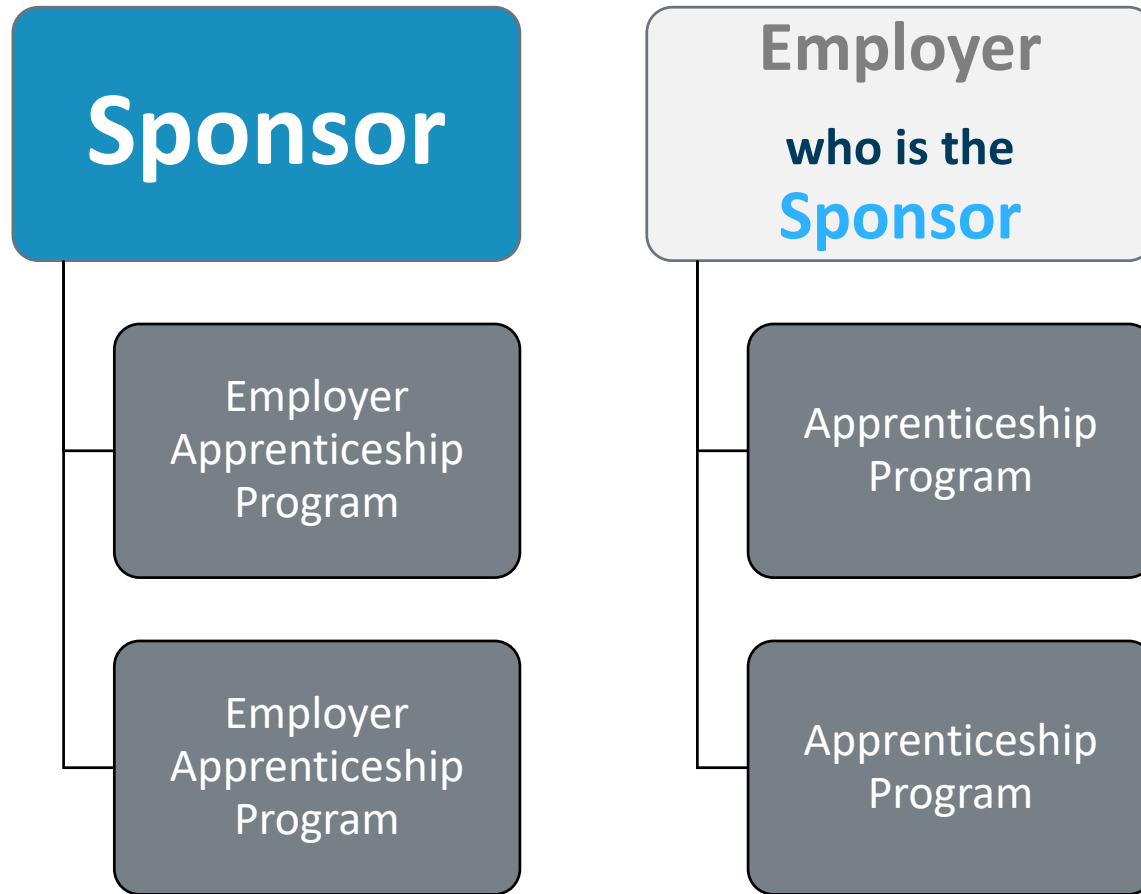 Sponsor
Employer
Apprenticeship
Program
Employer
Apprenticeship
Program
Employer
who is the
Sponsor
Apprenticeship
Program
Apprenticeship
Program